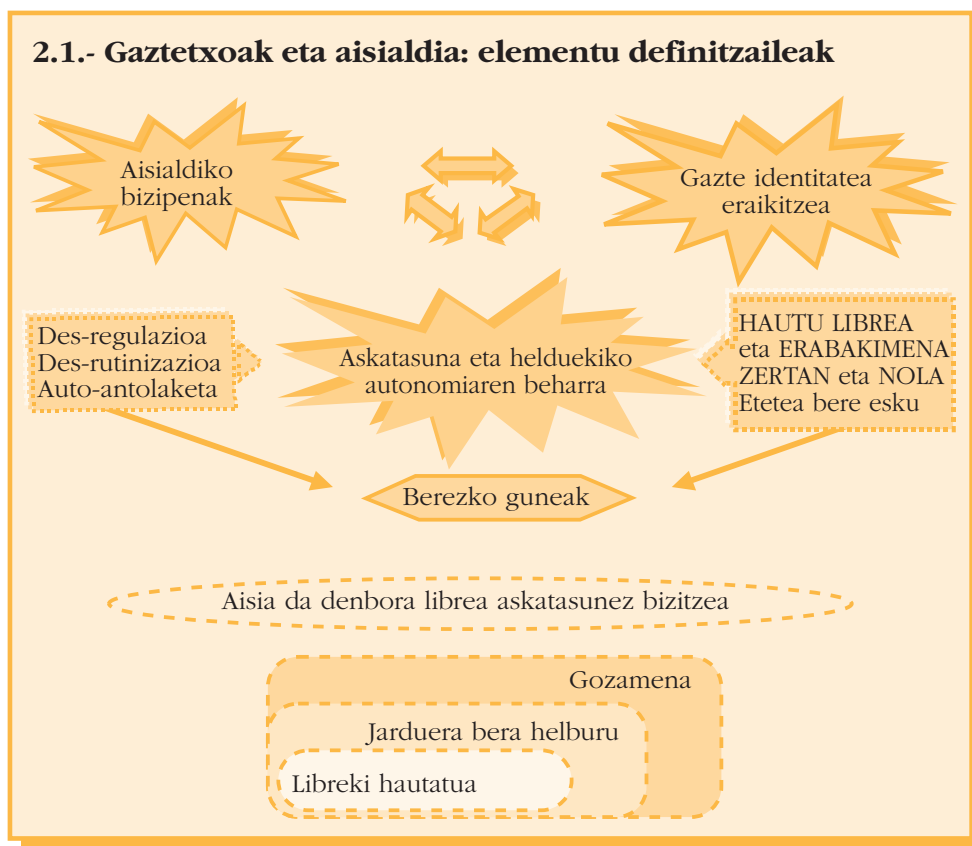 2.1.- Gaztetxoak eta aisialdia: elementu definitzaileak
Aisialdiko
bizipenak
Gazte identitatea
eraikitzea
Des-regulazioa
Des-rutinizazioa
Auto-antolaketa
Askatasuna eta helduekiko
autonomiaren beharra
HAUTU LIBREA
eta ERABAKIMENA
ZERTAN eta NOLA
Etetea bere esku
Berezko guneak
Aisia da denbora librea askatasunez bizitzea
Gozamena
Jarduera bera helburu
Libreki hautatua